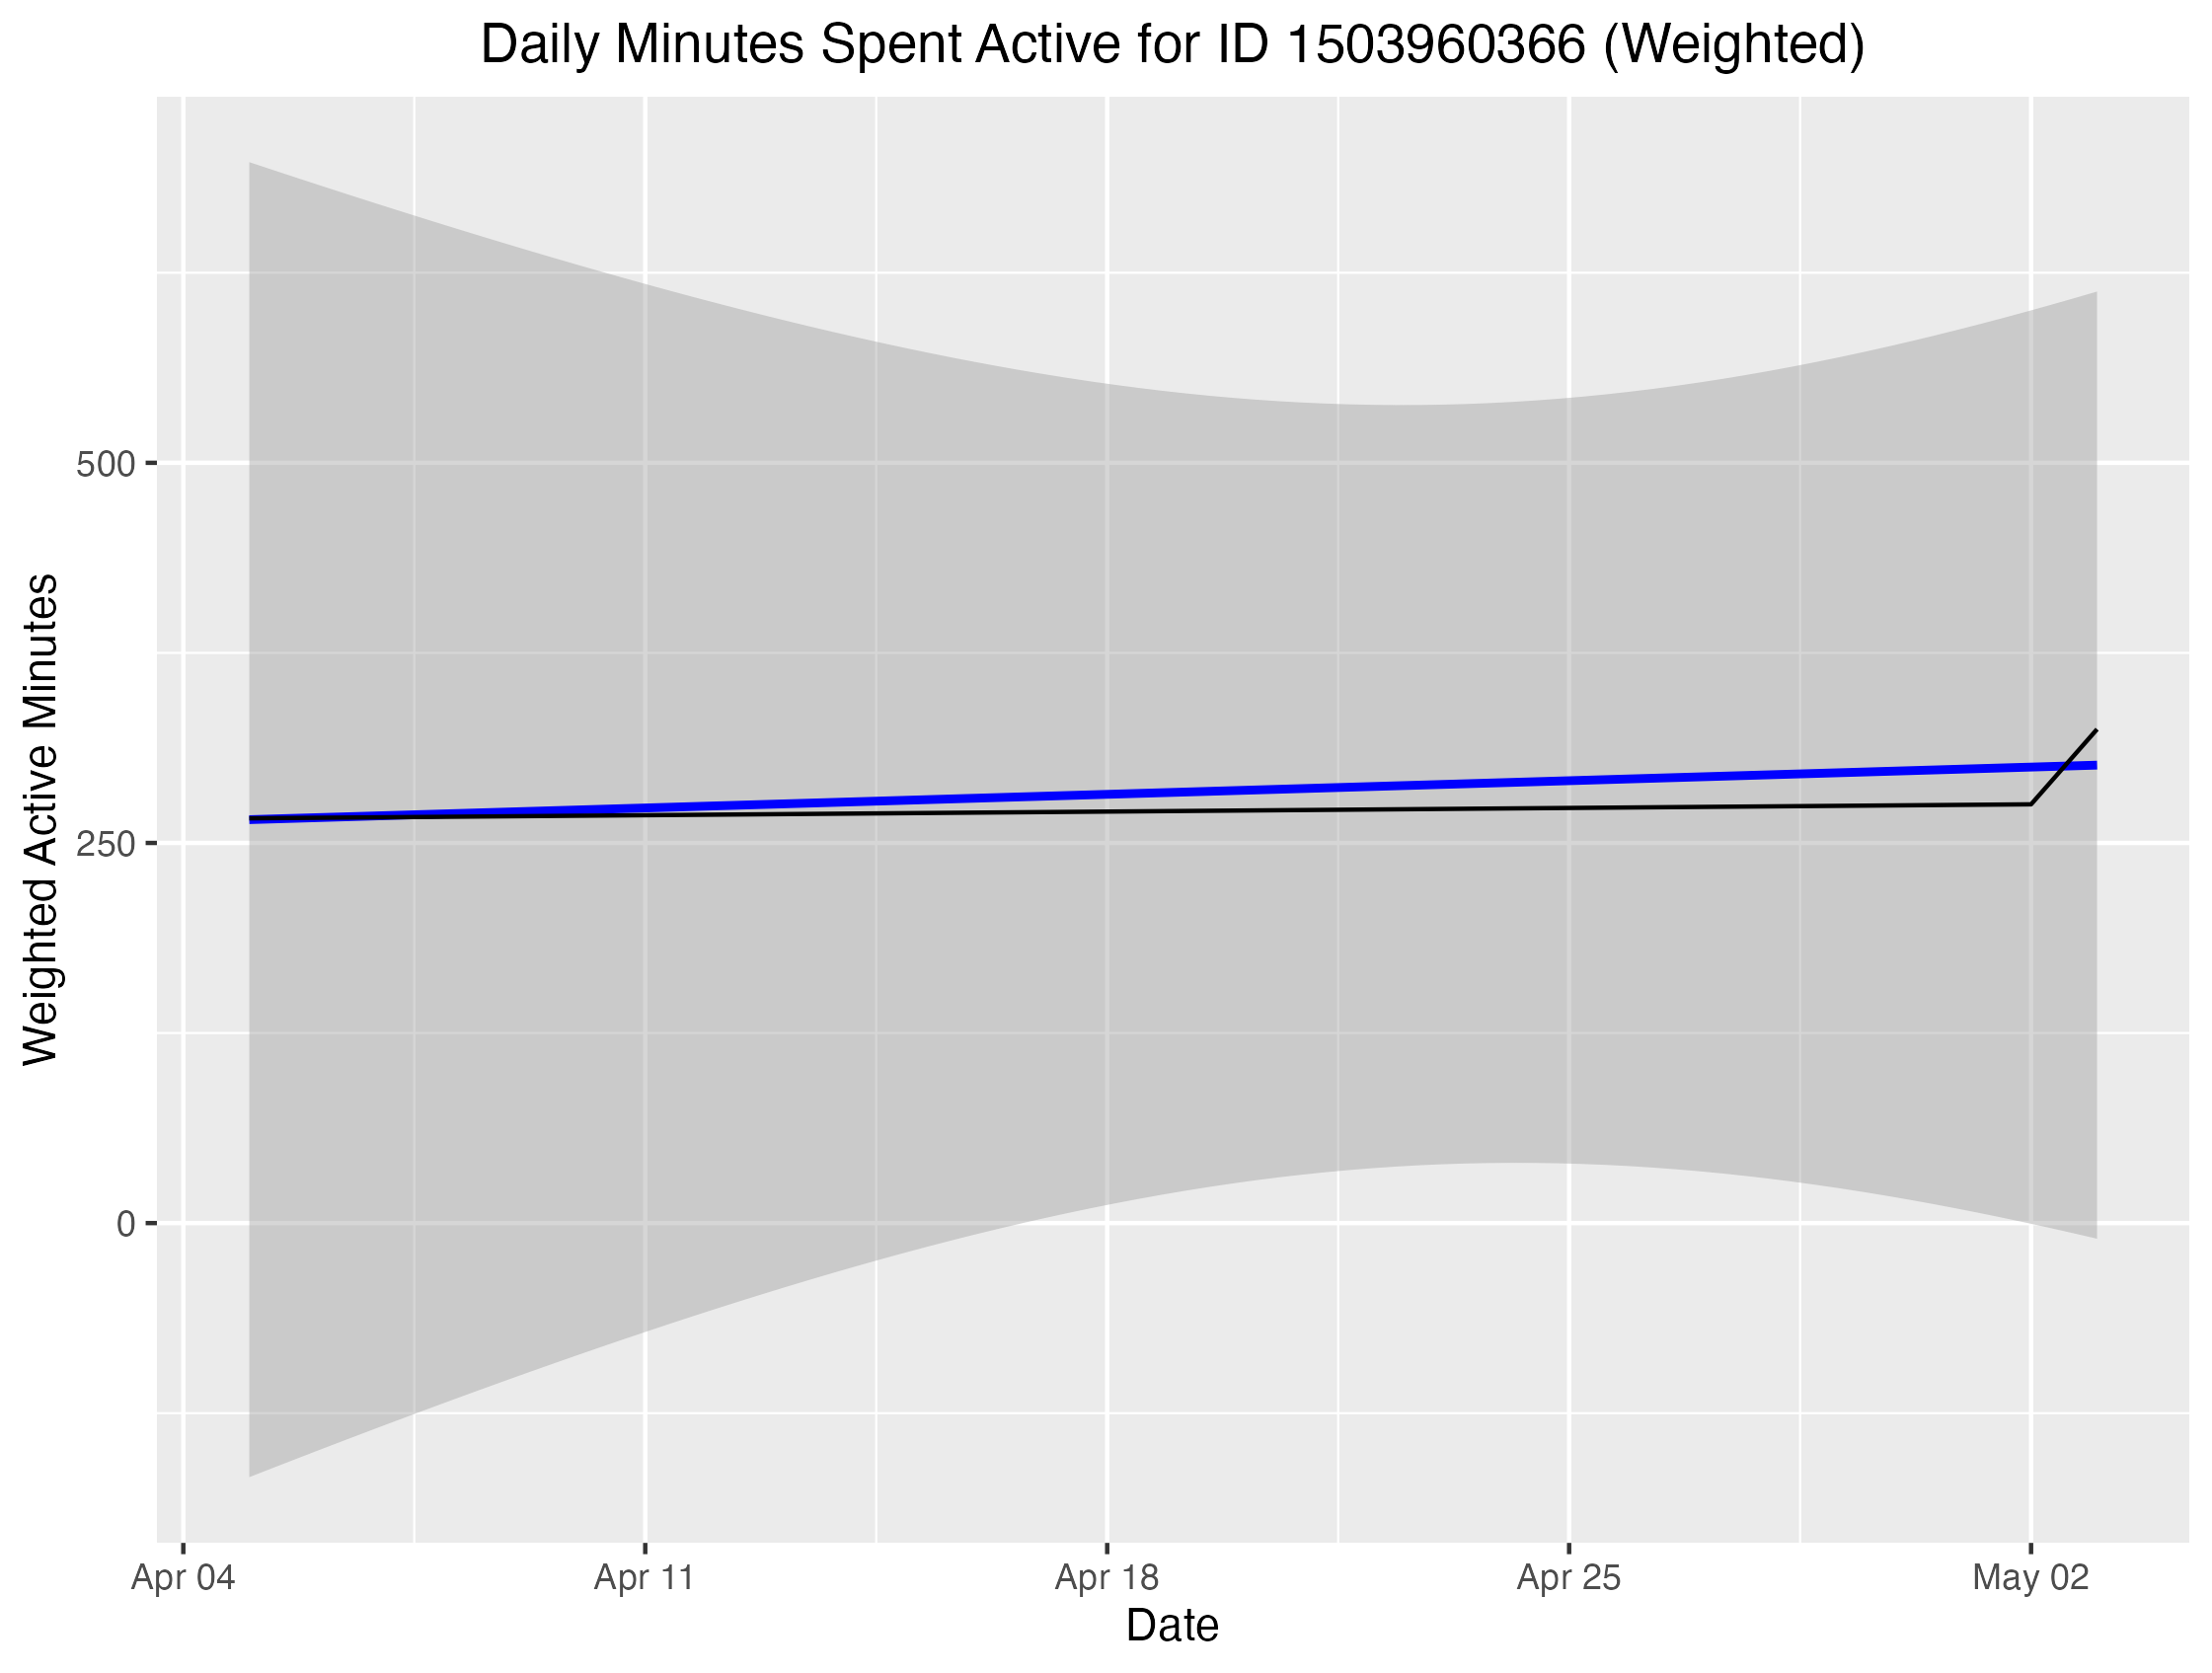 Daily Minutes Spent Active for ID 1503960366 (Weighted)
Weighted Active Minutes
500
250
0
Apr 04
Apr 11
Apr 18
Apr 25
May 02
Date